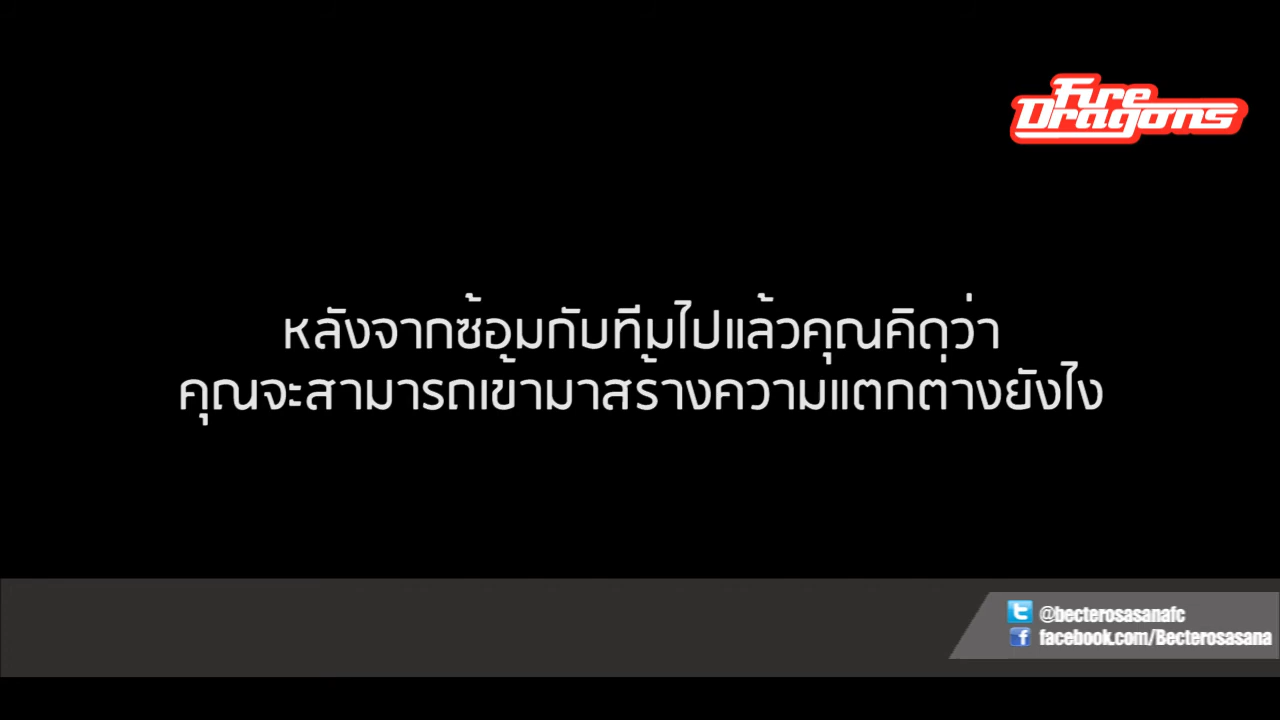 Fire
Dragons
หลังจากซ้อมกับทีมไปแล้วคุณคิดว่า
คุณจะสามารถเข้ามาสร้างความแตกต่างยังไง
@becterosasanafc
facebook.com/Becterosasana